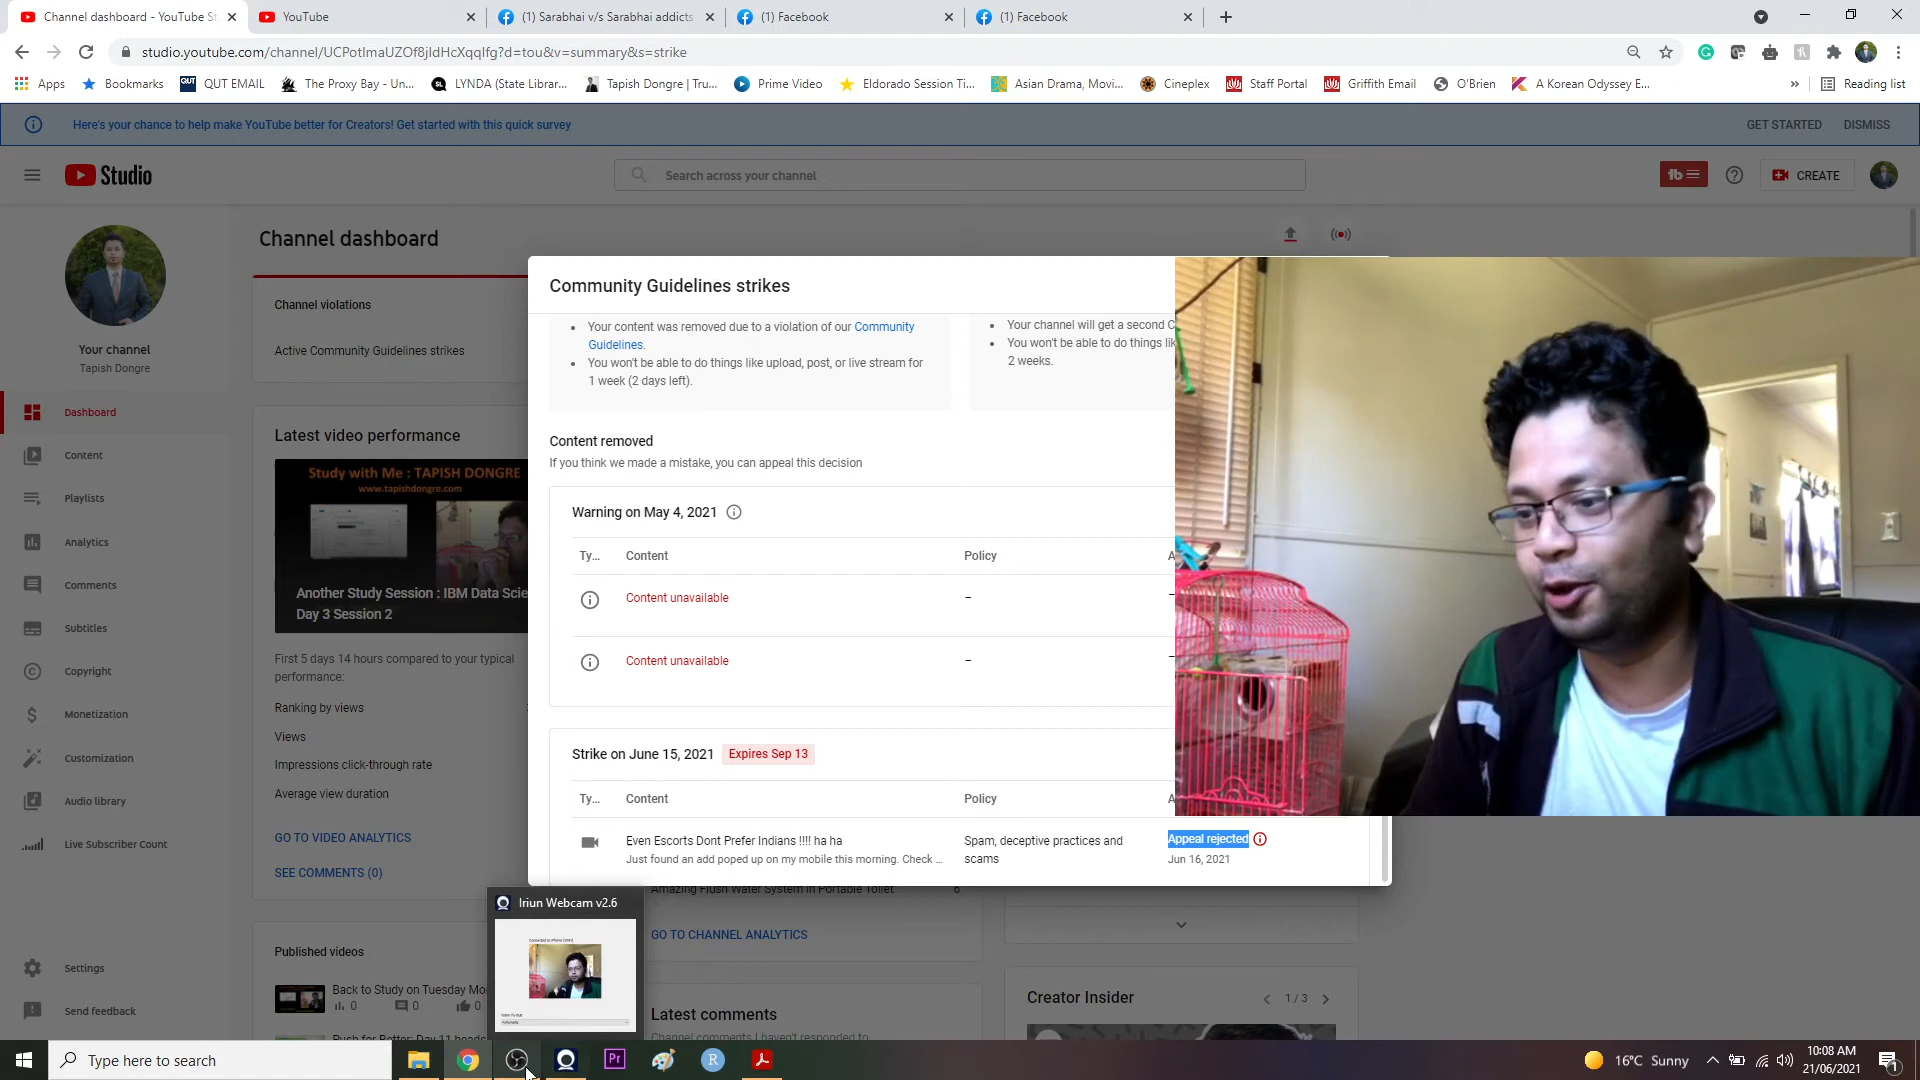 Channel dashboard - YouTube St
YouTube
(1) Sarabhai v/s Sarabhai addicts
(1) Facebook
(1) Facebook
studio.youtube.com/channel/UCPotImaUZOf8jIdHcXqqIfg?d=tou&v=summary&s=strike
Apps
Bookmarks
QUT EMAIL
The Proxy Bay - Un...
LYNDA (State Librar...
Tapish Dongre | Tru...
Prime Video
Eldorado Session Ti...
Asian Drama, Movi...
Cineplex
Staff Portal
Griffith Email
O'Brien
A Korean Odyssey E...
Reading list
Here's your chance to help make YouTube better for Creators! Get started with this quick survey
GET STARTED
DISMISS
Studio
Search across your channel
CREATE
Your channel
Tapish Dongre
Dashboard
Content
Playlists
Analytics
Comments
Subtitles
Copyright
Monetization
Customization
Audio library
Live Subscriber Count
Settings
Send feedback
Channel dashboard
Channel violations
Active Community Guidelines strikes
Latest video performance
Study with Me : TAPISH DONGRE
www.tapishdongre.com
Another Study Session : IBM Data Scie
Day 3 Session 2
First 5 days 14 hours compared to your typical
performance:
Ranking by views
Views
Impressions click-through rate
Average view duration
GO TO VIDEO ANALYTICS
SEE COMMENTS (0)
Published videos
Back to Study on Tuesday Mo
0
0
0
Community Guidelines strikes
Your content was removed due to a violation of our Community
Guidelines.
You won't be able to do things like upload, post, or live stream for
1 week (2 days left).
Your channel will get a second C
You won't be able to do things lik
2 weeks.
Content removed
If you think we made a mistake, you can appeal this decision
Warning on May 4, 2021
Ty...
Content
Policy
A
Content unavailable
–
–
Content unavailable
–
–
Strike on June 15, 2021
Expires Sep 13
Ty...
Content
Policy
A
Even Escorts Dont Prefer Indians !!!! ha ha
Just found an add poped up on my mobile this morning. Check ...
Spam, deceptive practices and
scams
Appeal rejected
Jun 16, 2021
Amazing Flush Water System in Portable Toilet
6
GO TO CHANNEL ANALYTICS
Latest comments
Channel comments I haven't responded to
Creator Insider
1 / 3
Iriun Webcam v2.6
Type here to search
16°C Sunny
10:08 AM
21/06/2021